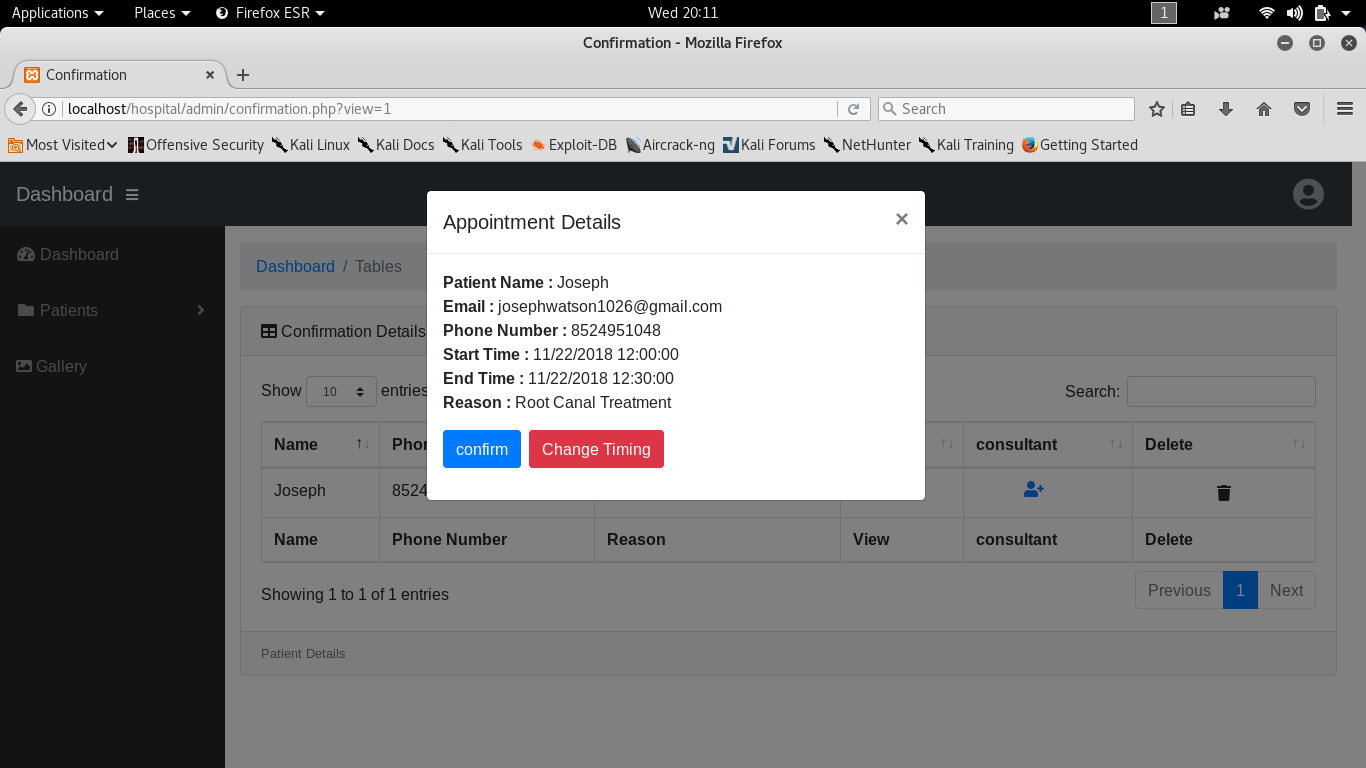 Applications Places Firefox ESR Wed 20:11 1
Confirmation - Mozilla Firefox
Confirmation
localhost/hospital/admin/confirmation.php?view=1 Search
Most Visited Offensive Security Kali Linux Kali Docs Kali Tools Exploit-DB Aircrack-ng Kali Forums NetHunter Kali Training Getting Started
Dashboard
Dashboard
Patients
Gallery
Dashboard / Tables
Confirmation Details
Show 10 entries
Search:
Name consultant Delete
Joseph
Name Phone Number Reason View consultant Delete
Showing 1 to 1 of 1 entries
Previous 1 Next
Patient Details
Appointment Details ×
Patient Name : Joseph
Email : josephwatson1026@gmail.com
Phone Number : 8524951048
Start Time : 11/22/2018 12:00:00
End Time : 11/22/2018 12:30:00
Reason : Root Canal Treatment
confirm Change Timing